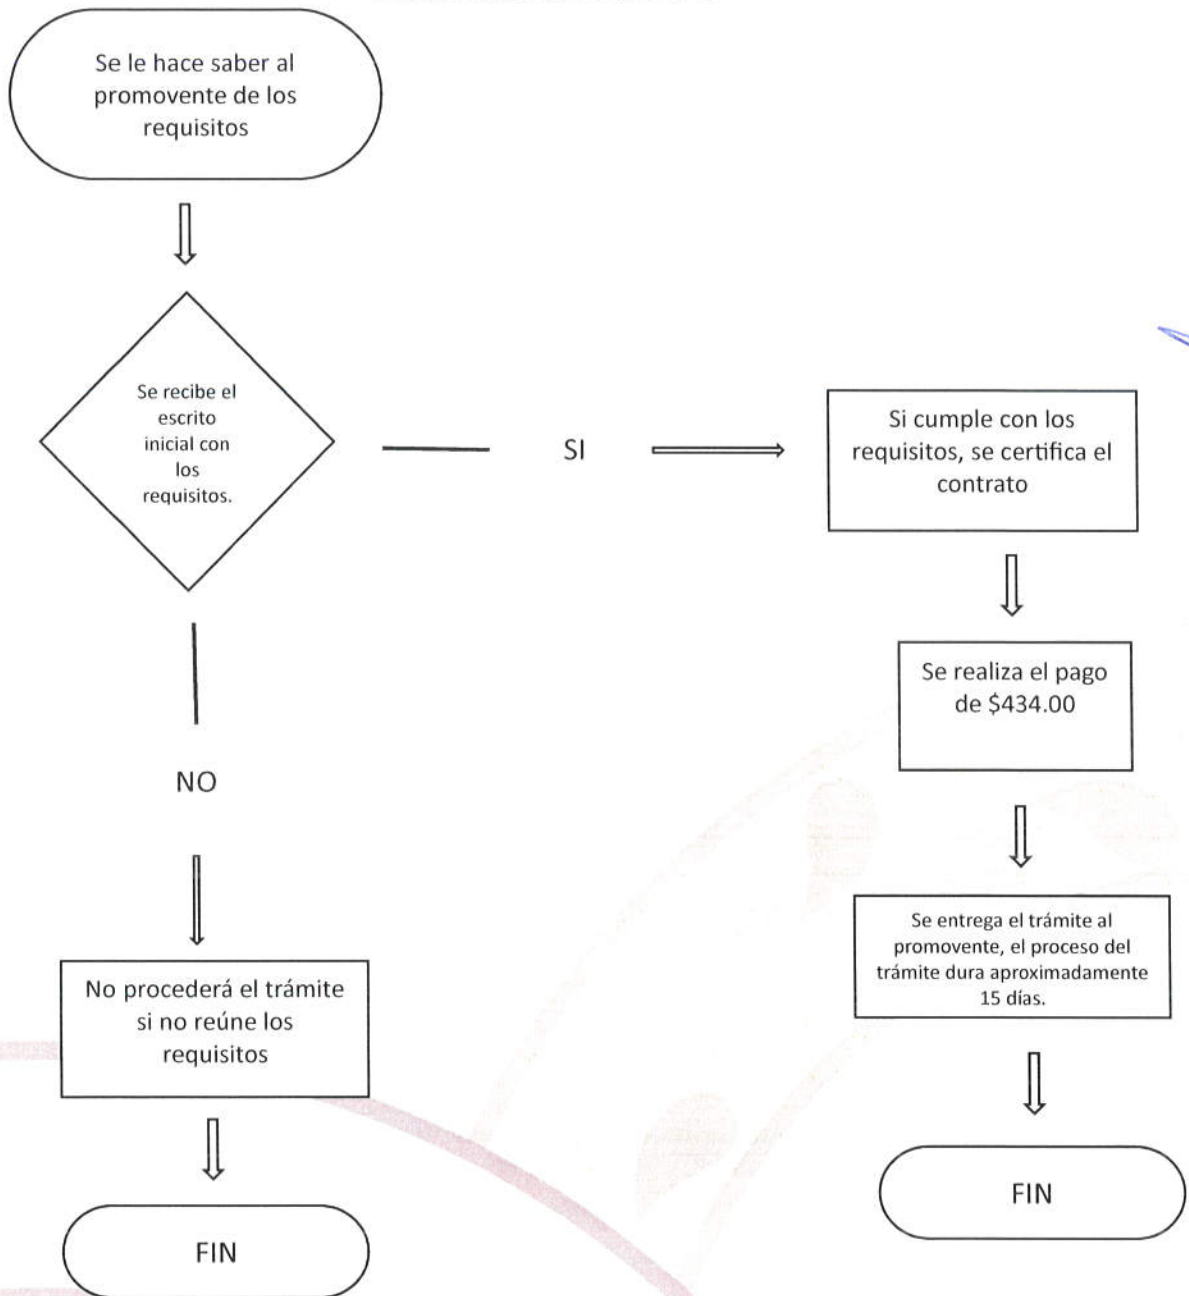 Se le hace saber al
promovente de los
requisitos
Se recibe el
escrito
inicial con
los
requisitos.
SI
Si cumple con los
requisitos, se certifica el
contrato
Se realiza el pago
de $434.00
Se entrega el trámite al
promovente, el proceso del
trámite dura aproximadamente
15 días.
FIN
NO
No procederá el trámite
si no reúne los
requisitos
FIN